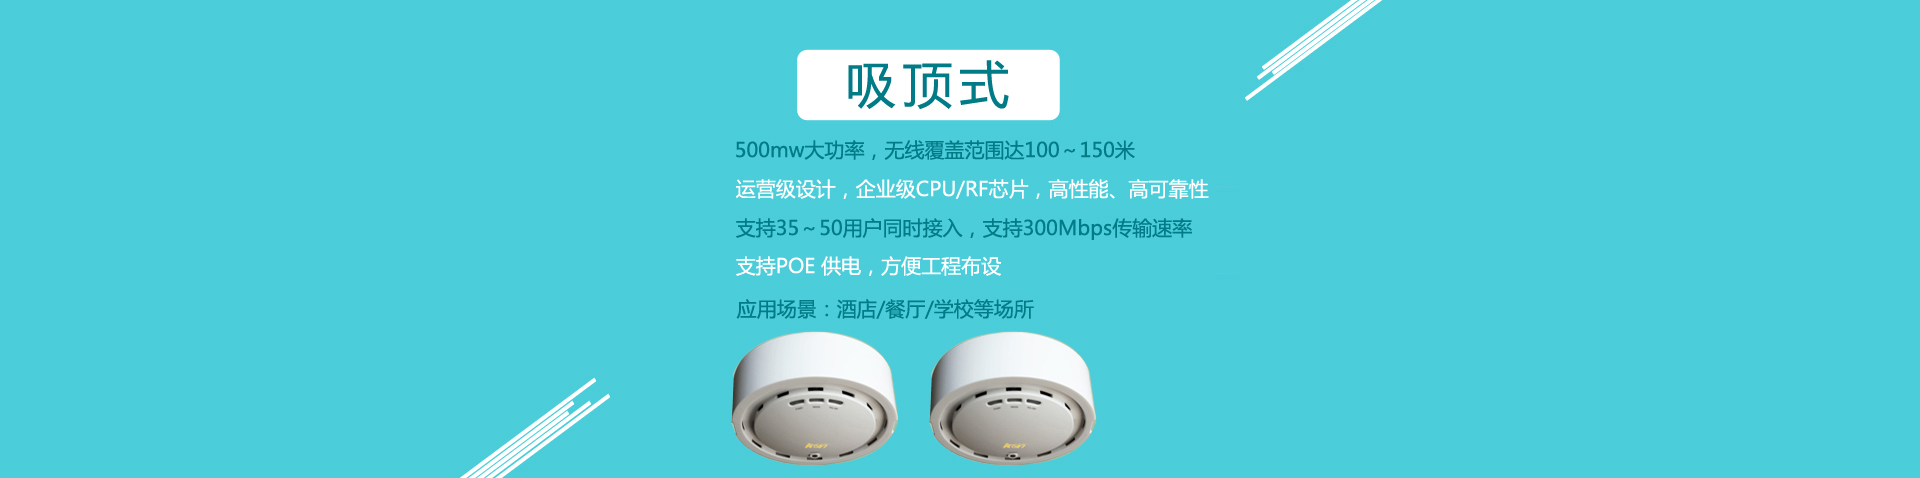 吸顶式
500mw大功率，无线覆盖范围达100～150米
运营级设计，企业级CPU/RF芯片，高性能、高可靠性
支持35～50用户同时接入，支持300Mbps传输速率
支持POE 供电，方便工程布设
应用场景：酒店/餐厅/学校等场所